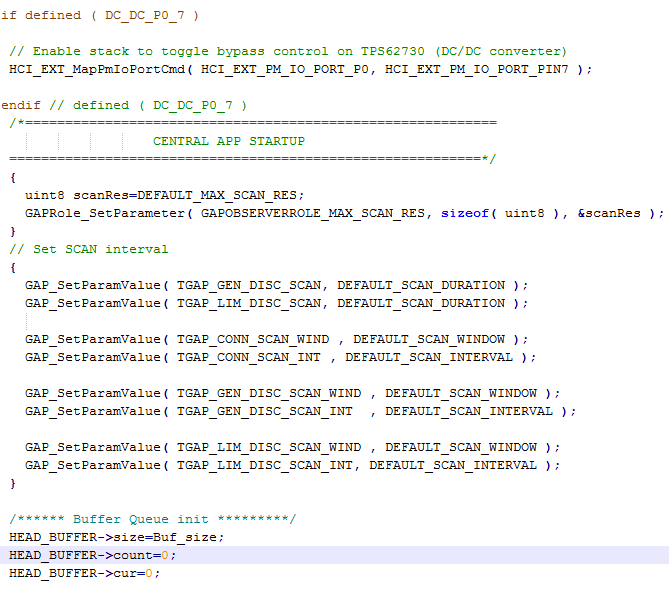 if defined ( DC_DC_P0_7 )
// Enable stack to toggle bypass control on TPS62730 (DC/DC converter)
HCI_EXT_MapPmIoPortCmd( HCI_EXT_PM_IO_PORT_P0, HCI_EXT_PM_IO_PORT_PIN7 );
endif // defined ( DC_DC_P0_7 )
/*===========================================================
CENTRAL APP STARTUP
===========================================================*/
{
uint8 scanRes=DEFAULT_MAX_SCAN_RES;
GAPRole_SetParameter( GAPOBSERVERROLE_MAX_SCAN_RES, sizeof( uint8 ), &scanRes );
}
// Set SCAN interval
{
GAP_SetParamValue( TGAP_GEN_DISC_SCAN, DEFAULT_SCAN_DURATION );
GAP_SetParamValue( TGAP_LIM_DISC_SCAN, DEFAULT_SCAN_DURATION );
GAP_SetParamValue( TGAP_CONN_SCAN_WIND , DEFAULT_SCAN_WINDOW );
GAP_SetParamValue( TGAP_CONN_SCAN_INT , DEFAULT_SCAN_INTERVAL );
GAP_SetParamValue( TGAP_GEN_DISC_SCAN_WIND , DEFAULT_SCAN_WINDOW );
GAP_SetParamValue( TGAP_GEN_DISC_SCAN_INT  , DEFAULT_SCAN_INTERVAL );
GAP_SetParamValue( TGAP_LIM_DISC_SCAN_WIND , DEFAULT_SCAN_WINDOW );
GAP_SetParamValue( TGAP_LIM_DISC_SCAN_INT, DEFAULT_SCAN_INTERVAL );
}
/****** Buffer Queue init *********/
HEAD_BUFFER->size=Buf_size;
HEAD_BUFFER->count=0;
HEAD_BUFFER->cur=0;